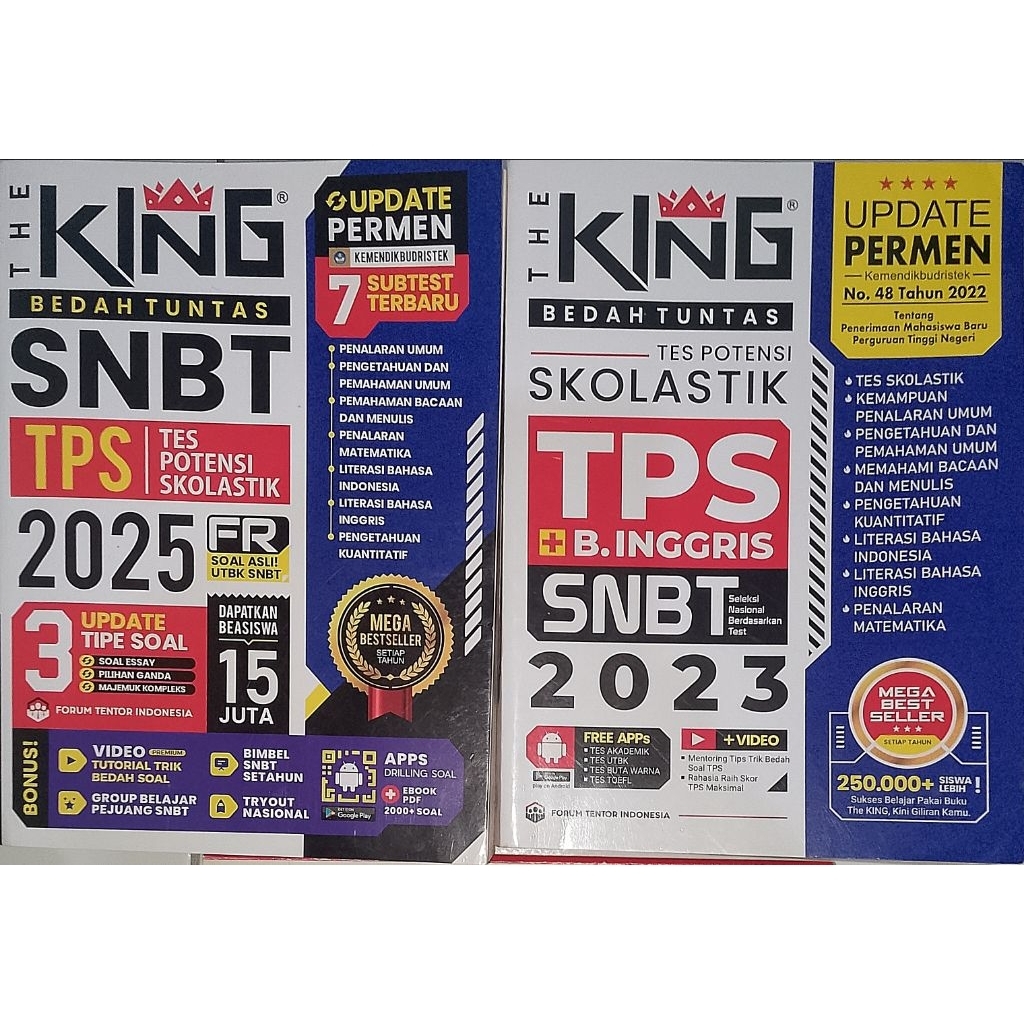 THE KING®
BEDAH TUNTAS
SNBT
TPS
TES
POTENSI
SKOLASTIK
2025
FR
SOAL ASLI!
UTBK SNBT
3
UPDATE
TIPE SOAL
SOAL ESSAY
PILIHAN GANDA
MAJEMUK KOMPLEKS
FORUM TENTOR INDONESIA
DAPATKAN
BEASISWA
15
JUTA
UPDATE
PERMEN
KEMENDIKBUDRISTEK
7
SUBTEST
TERBARU
PENALARAN UMUM
PENGETAHUAN DAN
PEMAHAMAN UMUM
PEMAHAMAN BACAAN
DAN MENULIS
PENALARAN
MATEMATIKA
LITERASI BAHASA
INDONESIA
LITERASI BAHASA
INGGRIS
PENGETAHUAN
KUANTITATIF
MEGA
BESTSELLER
SETIAP
TAHUN
BONUS!
VIDEO PREMIUM
TUTORIAL TRIK
BEDAH SOAL
GROUP BELAJAR
PEJUANG SNBT
BIMBEL
SNBT
SETAHUN
TRYOUT
NASIONAL
GET IT ON
Google Play
APPS
DRILLING SOAL
+ EBOOK
PDF
2000+ SOAL
THE KING®
BEDAH TUNTAS
TES POTENSI
SKOLASTIK
TPS
+ B.INGGRIS
SNBT
Seleksi
Nasional
Berdasarkan
Test
2023
FREE APPs
TES AKADEMIK
TES UTBK
TES BUTA WARNA
TES TOEFL
Google Play
play on Android
+VIDEO
Mentoring Tips Trik Bedah
Soal TPS
Rahasia Raih Skor
TPS Maksimal
FORUM TENTOR INDONESIA
UPDATE
PERMEN
Kemendikbudristek
No. 48 Tahun 2022
Tentang
Penerimaan Mahasiswa Baru
Perguruan Tinggi Negeri
TES SKOLASTIK
KEMAMPUAN
PENALARAN UMUM
PENGETAHUAN DAN
PEMAHAMAN UMUM
MEMAHAMI BACAAN
DAN MENULIS
PENGETAHUAN
KUANTITATIF
LITERASI BAHASA
INDONESIA
LITERASI BAHASA
INGGRIS
PENALARAN
MATEMATIKA
MEGA
BEST
SELLER
SETIAP TAHUN
250.000+ SISWA
LEBIH !
Sukses Belajar Pakai Buku
The KING, Kini Giliran Kamu.